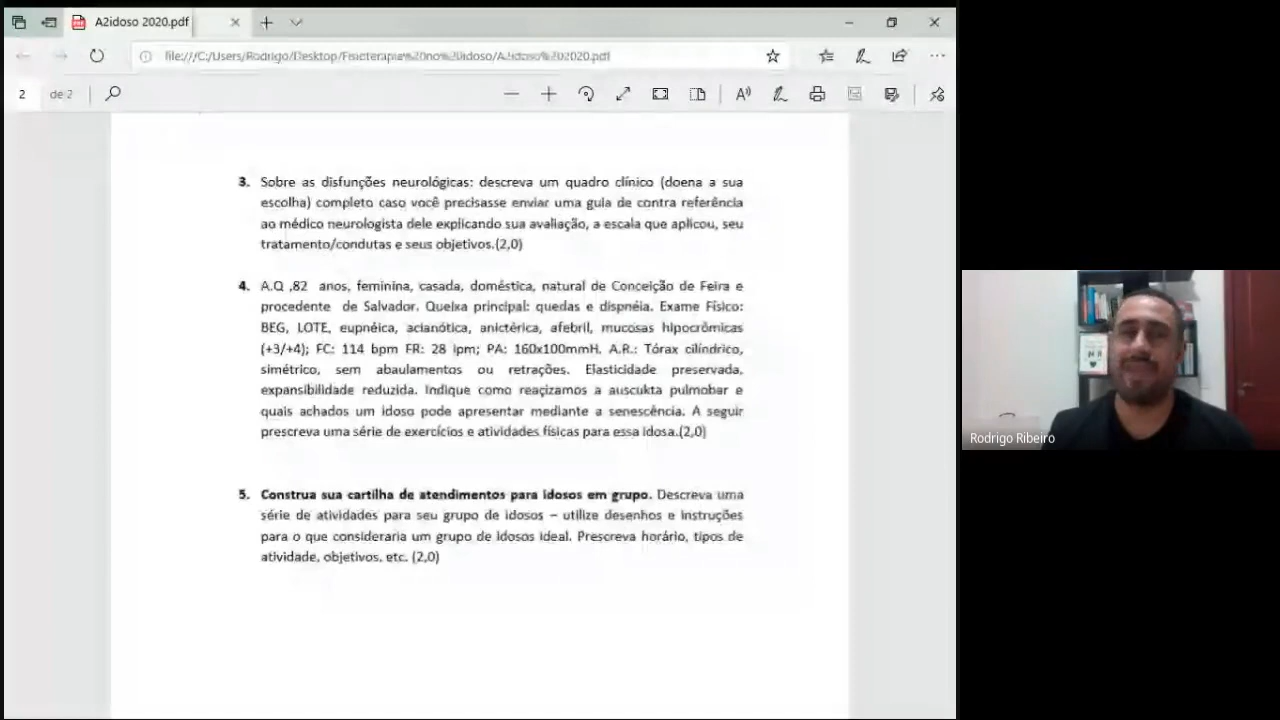 A2idoso 2020.pdf
file:///C:/Users/Rodrigo/Desktop/Fisioterapia%20no%20idoso/A2idoso%202020.pdf
2 de 2
3. Sobre as disfunções neurológicas: descreva um quadro clínico (doena a sua
escolha) completo caso você precisasse enviar uma guia de contra referência
ao médico neurologista dele explicando sua avaliação, a escala que aplicou, seu
tratamento/condutas e seus objetivos.(2,0)
4. A.Q ,82 anos, feminina, casada, doméstica, natural de Conceição de Feira e
procedente de Salvador. Queixa principal: quedas e dispnéia. Exame Físico:
BEG, LOTE, eupnéica, acianótica, anictérica, afebril, mucosas hipocrômicas
(+3/+4); FC: 114 bpm FR: 28 ipm; PA: 160x100mmH. A.R.: Tórax cilíndrico,
simétrico, sem abaulamentos ou retrações. Elasticidade preservada,
expansibilidade reduzida. Indique como reaçizamos a auscukta pulmobar e
quais achados um idoso pode apresentar mediante a senescência. A seguir
prescreva uma série de exercícios e atividades físicas para essa idosa.(2,0)
5. Construa sua cartilha de atendimentos para idosos em grupo. Descreva uma
série de atividades para seu grupo de idosos – utilize desenhos e instruções
para o que consideraria um grupo de idosos ideal. Prescreva horário, tipos de
atividade, objetivos, etc. (2,0)
Rodrigo Ribeiro